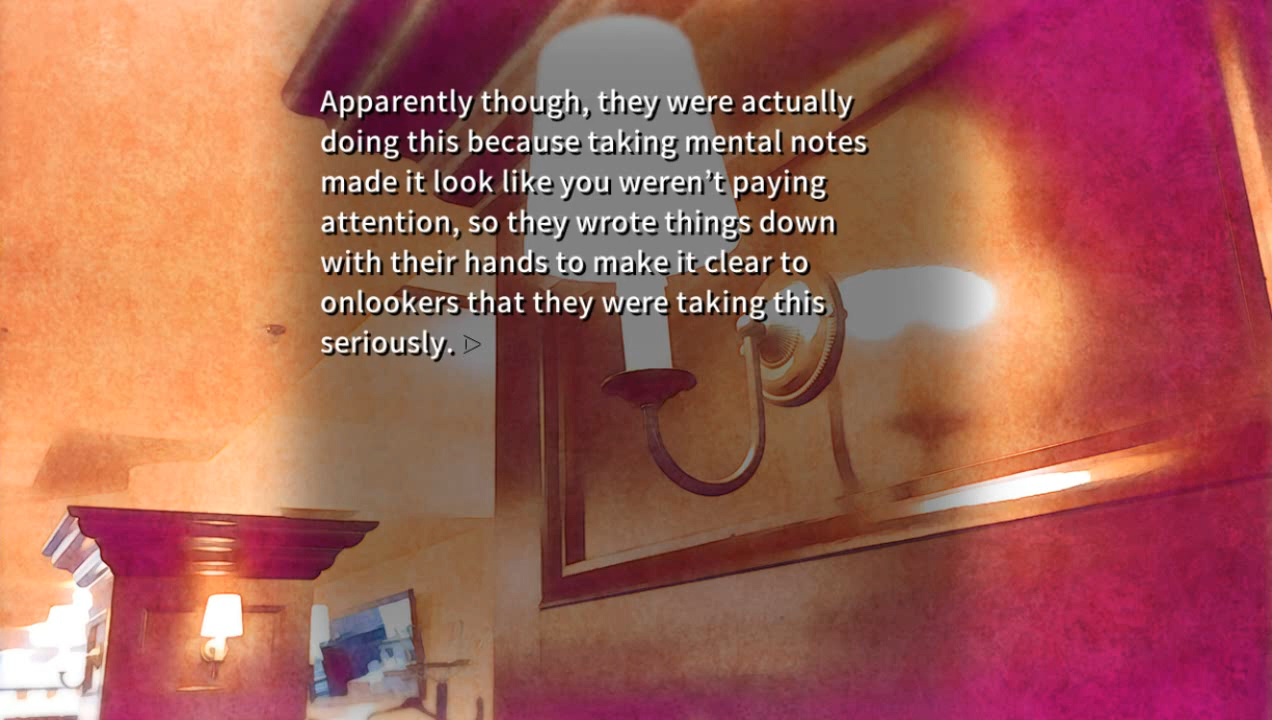 Apparently though, they were actually
doing this because taking mental notes
made it look like you weren’t paying
attention, so they wrote things down
with their hands to make it clear to
onlookers that they were taking this
seriously.